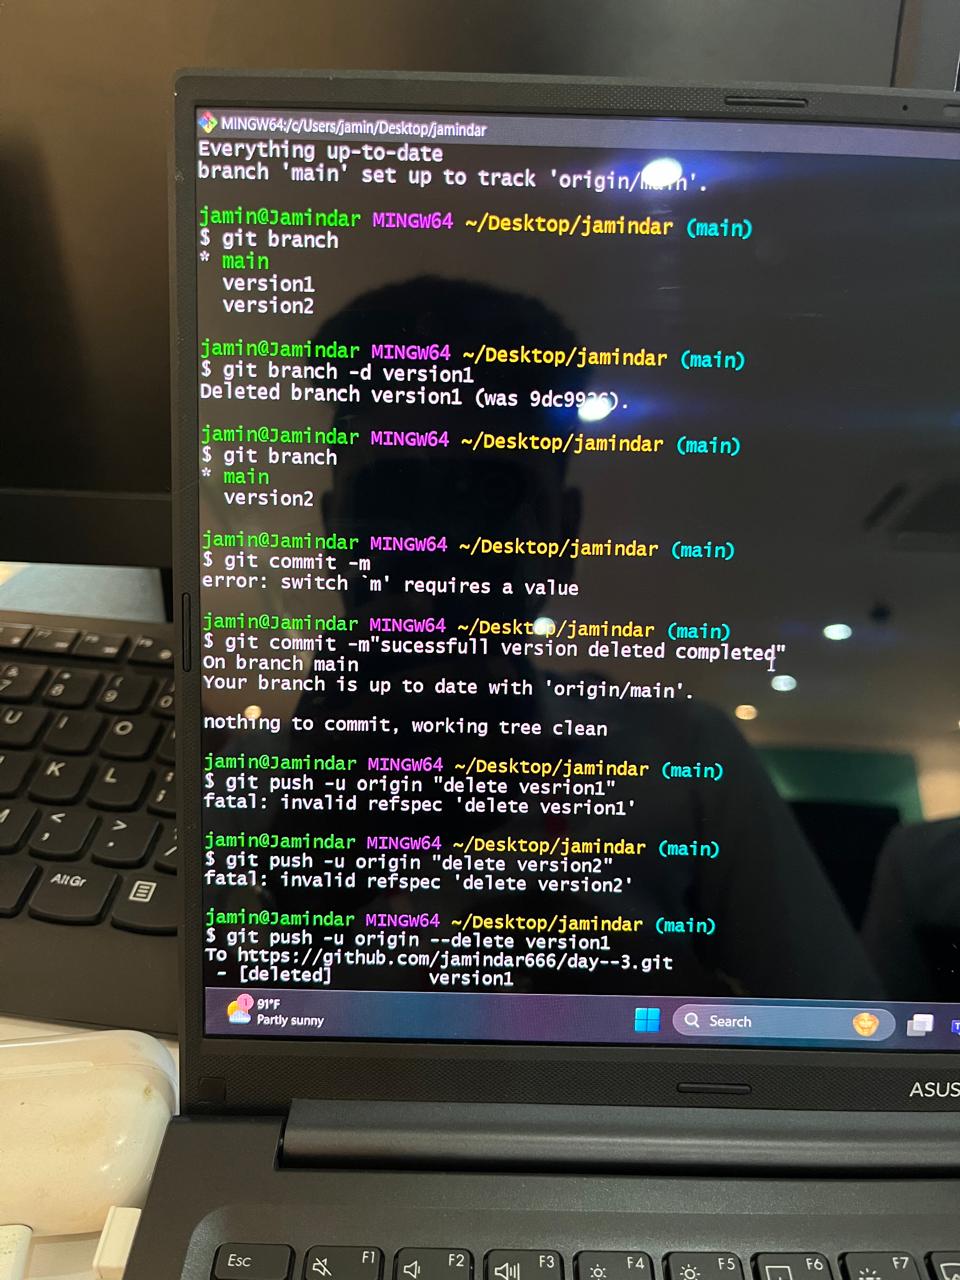 MINGW64:/c/Users/jamin/Desktop/jamindar
Everything up-to-date
branch 'main' set up to track 'origin/main'.
jamin@Jamindar MINGW64 ~/Desktop/jamindar (main)
$ git branch
* main
version1
version2
jamin@Jamindar MINGW64 ~/Desktop/jamindar (main)
$ git branch -d version1
Deleted branch version1 (was 9dc99).
jamin@Jamindar MINGW64 ~/Desktop/jamindar (main)
$ git branch
* main
version2
jamin@Jamindar MINGW64 ~/Desktop/jamindar (main)
$ git commit -m
error: switch `m' requires a value
jamin@Jamindar MINGW64 ~/Desktop/jamindar (main)
$ git commit -m"sucessfull version deleted completed"
On branch main
Your branch is up to date with 'origin/main'.
nothing to commit, working tree clean
jamin@Jamindar MINGW64 ~/Desktop/jamindar (main)
$ git push -u origin "delete vesrion1"
fatal: invalid refspec 'delete vesrion1'
jamin@Jamindar MINGW64 ~/Desktop/jamindar (main)
$ git push -u origin "delete version2"
fatal: invalid refspec 'delete version2'
jamin@Jamindar MINGW64 ~/Desktop/jamindar (main)
$ git push -u origin --delete version1
To https://github.com/jamindar666/day--3.git
- [deleted] version1
1
91°F
Partly sunny
Search
ASUS
Esc F1 F2 F3 F4 F5 F6 F7
U I O
K L
AltGr